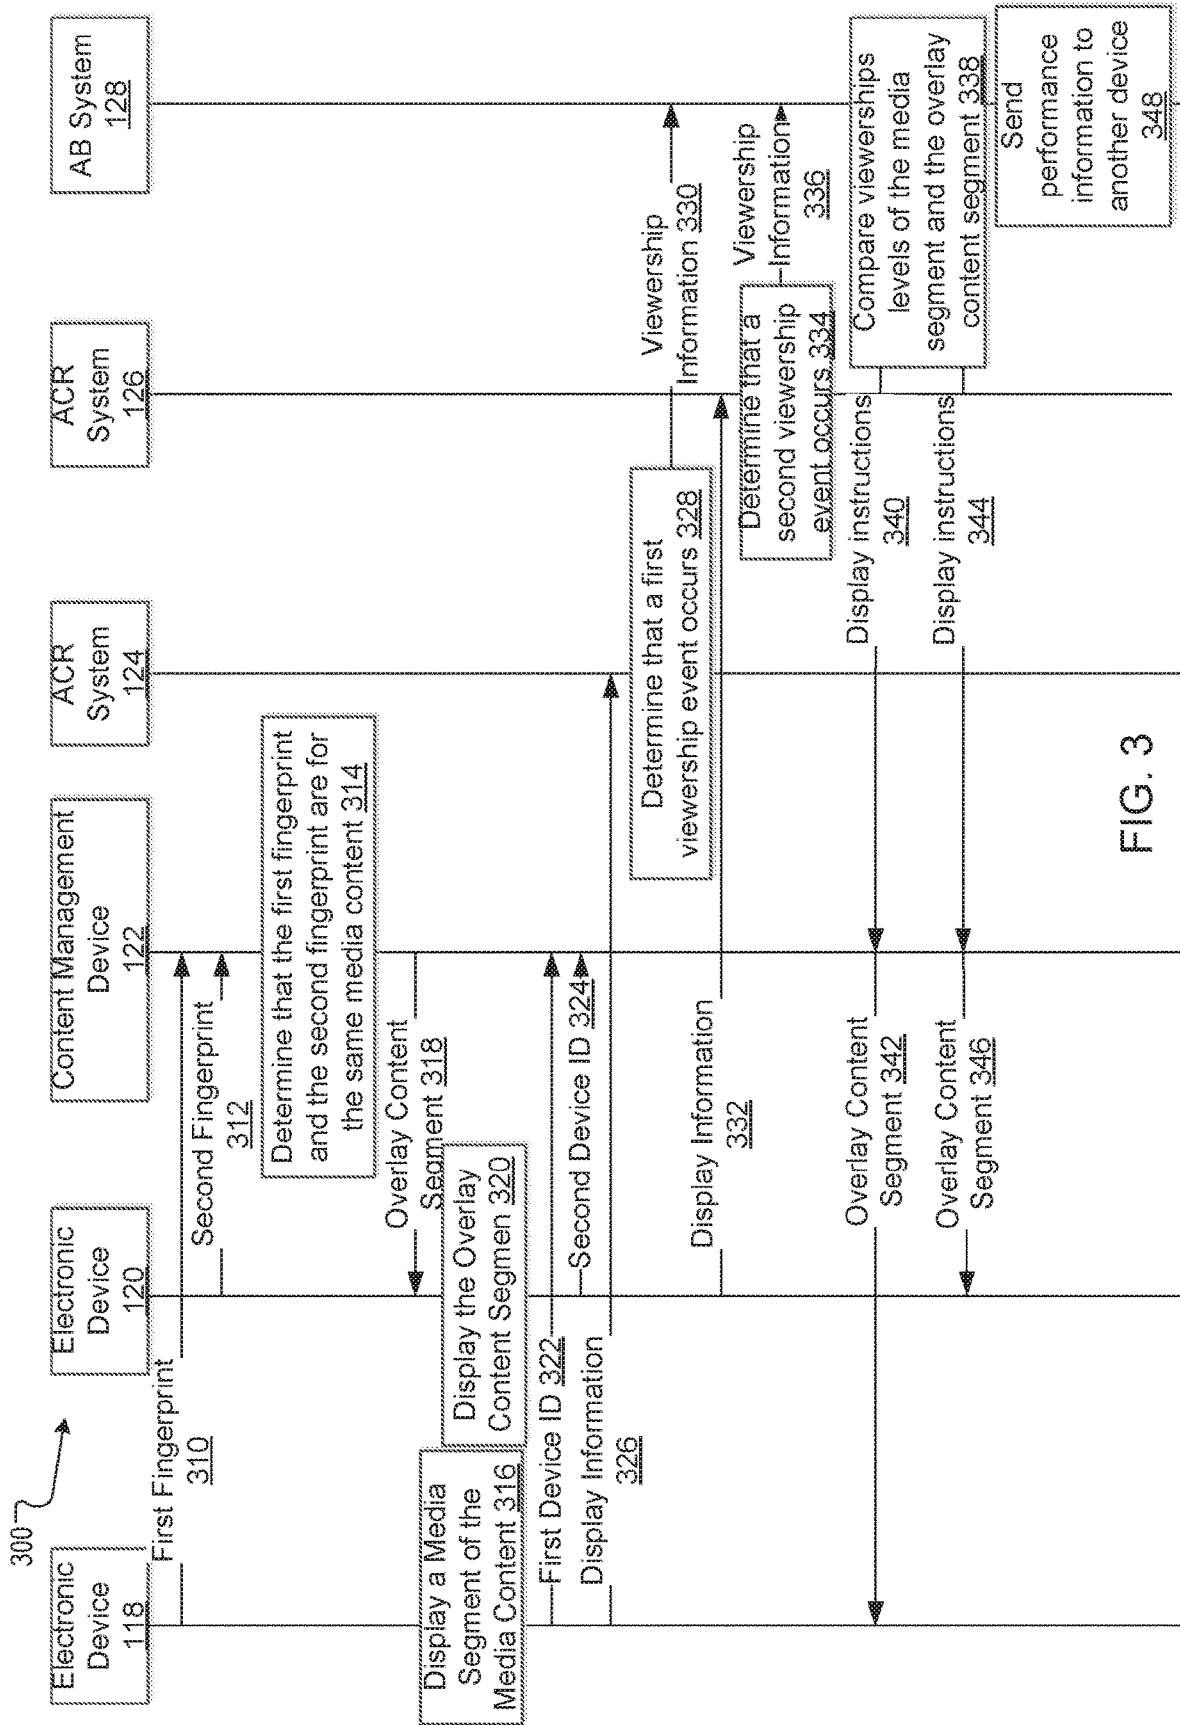 300
Electronic
Device
118
Electronic
Device
120
Content Management
Device
122
ACR
System
124
ACR
System
126
AB System
128
First Fingerprint
310
Second Fingerprint
312
Determine that the first fingerprint
and the second fingerprint are for
the same media content 314
Overlay Content
Segment 318
Display a Media
Segment of the
Media Content 316
Display the Overlay
Content Segmen 320
First Device ID 322
Second Device ID 324
Display Information
326
Determine that a first
viewership event occurs 328
Viewership
Information 330
Display Information
332
Determine that a
second viewership
event occurs 334
Viewership
Information
336
Compare viewerships
levels of the media
segment and the overlay
content segment 338
Display instructions
340
Overlay Content
Segment 342
Display instructions
344
Overlay Content
Segment 346
Send
performance
information to
another device
348
FIG. 3